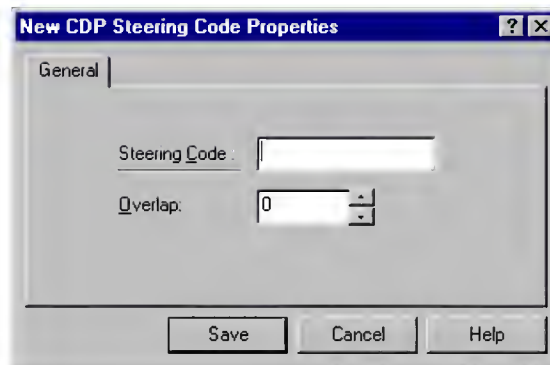 New CDP Steering Code Properties ? X
General
Steering Code :
Overlap: 0
Save Cancel Help